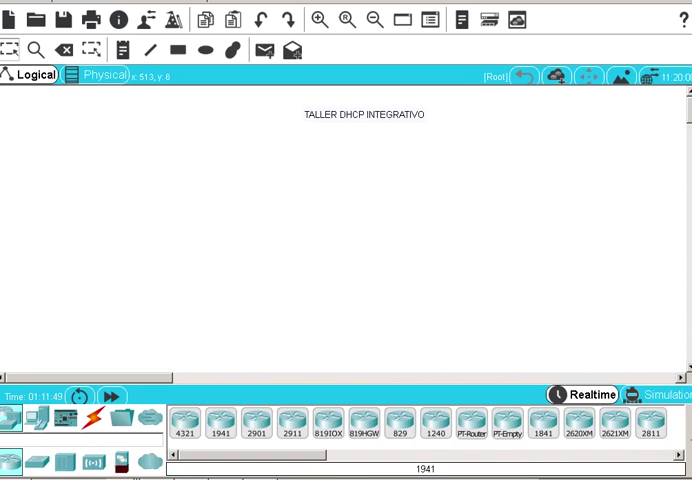 ?
Logical
Physical
x: 513, y: 6
[Root]
11:20:0
TALLER DHCP INTEGRATIVO
Time: 01:11:49
Realtime
Simulation
4321
1941
2901
2911
819IOX
819HGW
829
1240
PT-Router
PT-Empty
1841
2620XM
2621XM
2811
1941